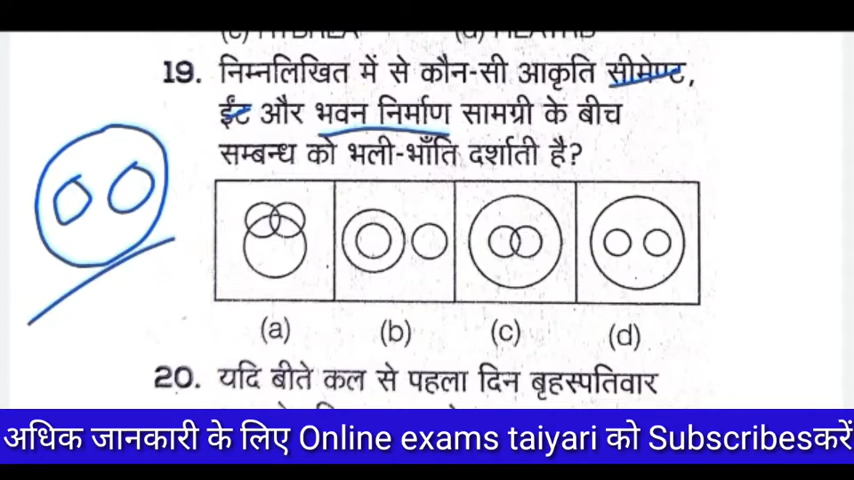 19. निम्नलिखित में से कौन-सी आकृति सीमेण्ट,
ईंट और भवन निर्माण सामग्री के बीच
सम्बन्ध को भली-भाँति दर्शाती है?
(a) (b) (c) (d)
20. यदि बीते कल से पहला दिन बृहस्पतिवार
अधिक जानकारी के लिए Online exams taiyari को Subscribesकरें